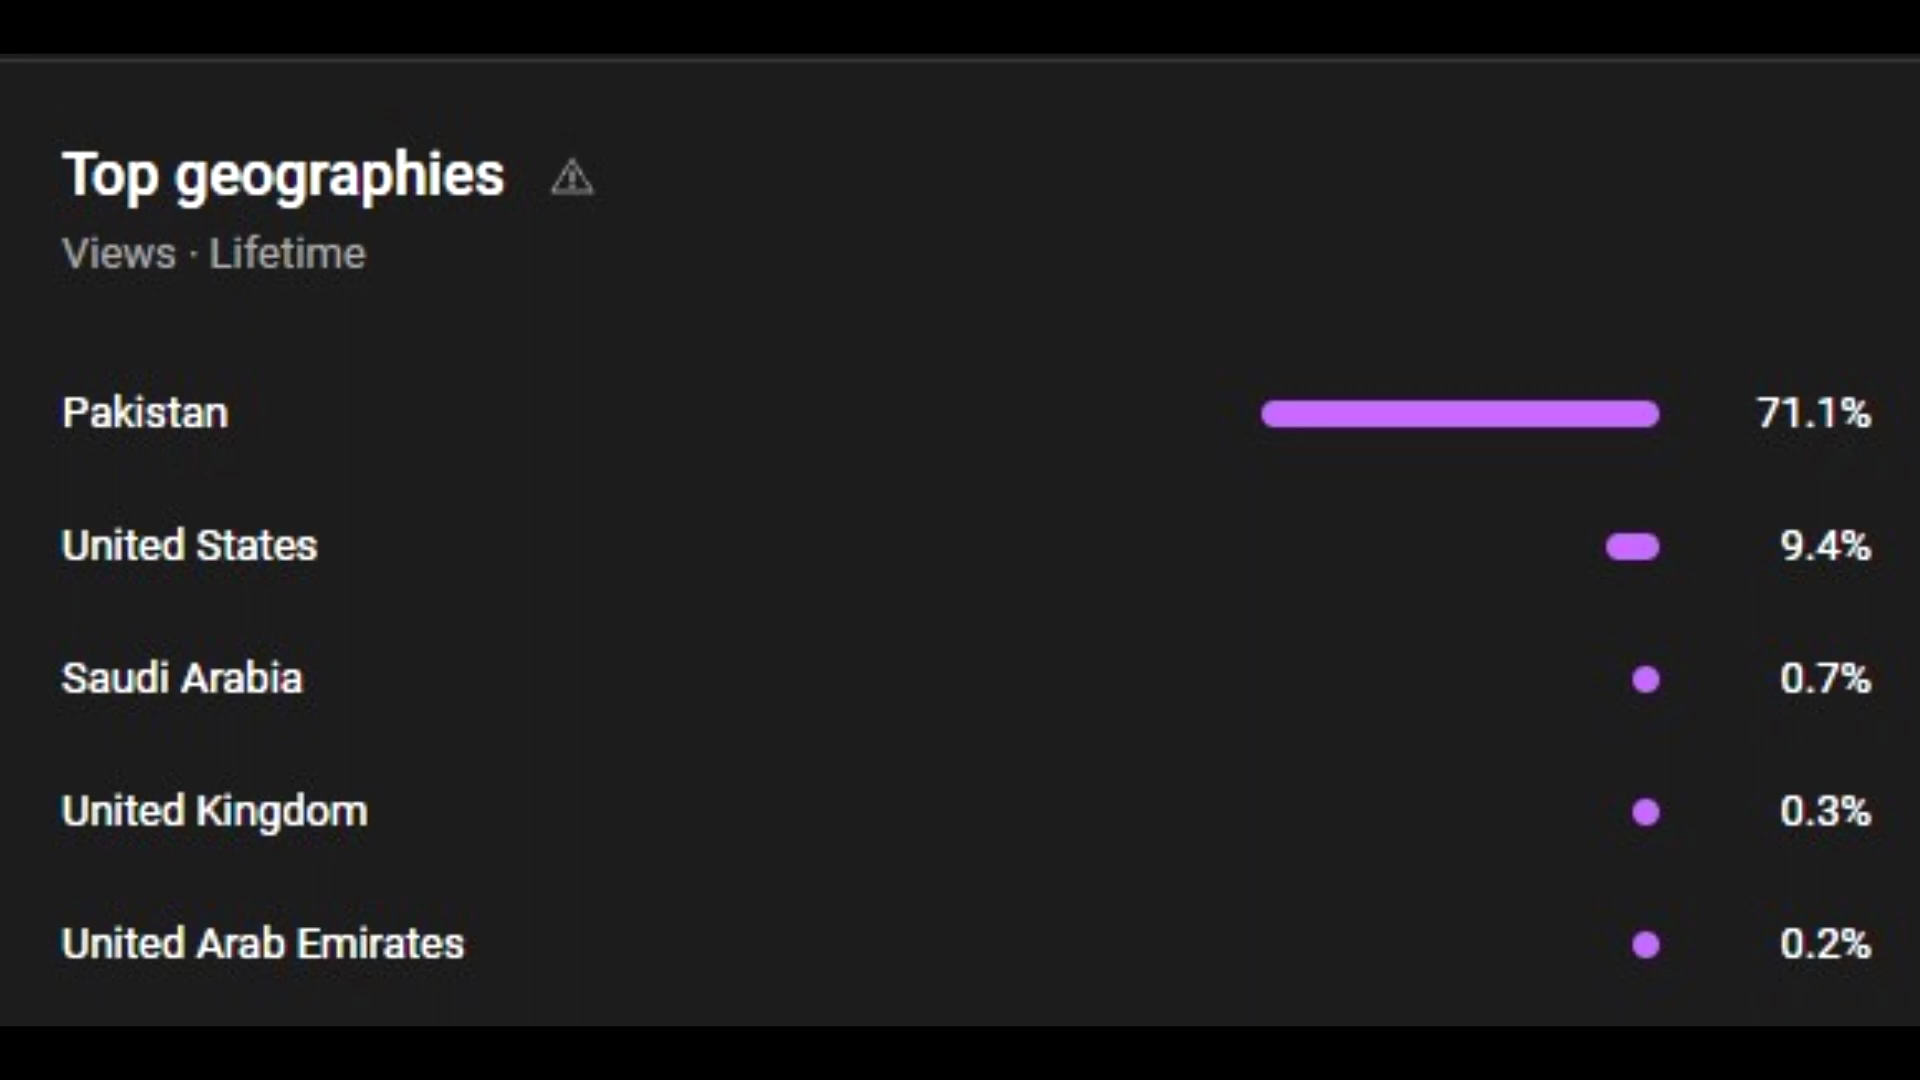 Top geographies
Views · Lifetime
Pakistan 71.1%
United States 9.4%
Saudi Arabia 0.7%
United Kingdom 0.3%
United Arab Emirates 0.2%